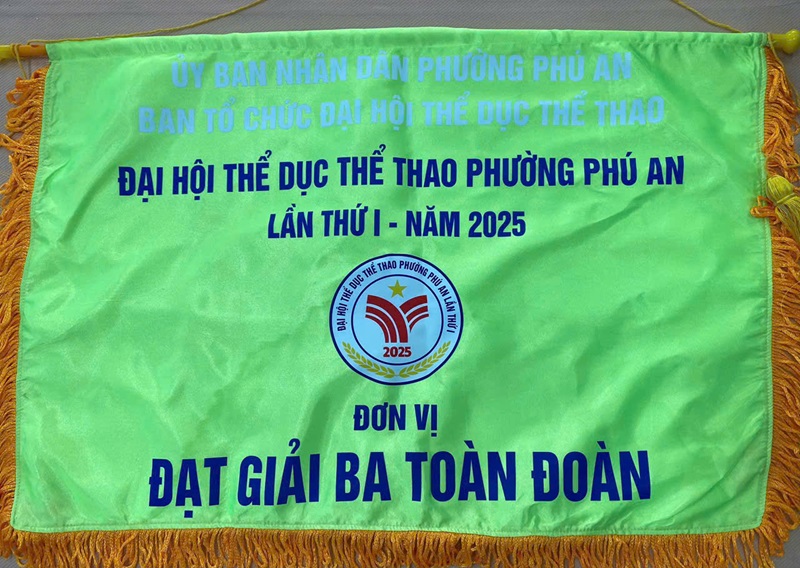 ỦY BAN NHÂN DÂN PHƯỜNG PHÚ AN
BAN TỔ CHỨC ĐẠI HỘI THỂ DỤC THỂ THAO
ĐẠI HỘI THỂ DỤC THỂ THAO PHƯỜNG PHÚ AN
LẦN THỨ I - NĂM 2025
ĐẠI HỘI THỂ DỤC THỂ THAO PHƯỜNG PHÚ AN LẦN THỨ I
2025
ĐƠN VỊ
ĐẠT GIẢI BA TOÀN ĐOÀN